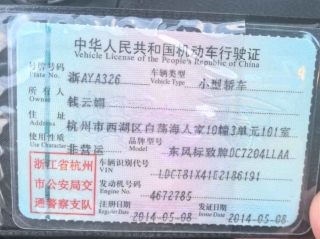 中华人民共和国机动车行驶证
Vehicle License of the People's Republic of China
号牌号码 浙AYA326 车辆类型 小型轿车
Plate No. Vehicle Type
所有人 钱云娟
Owner
住址 杭州市西湖区白荡海人家10幢3单元101室
Address
使用性质 非营运 东风标致牌DC7204LLAA
Use Character
浙江省杭州 车辆识别代号 LDCT81X41E2186191
VIN
市公安局交 发动机号码 4672785
Engine No.
通警察支队 注册日期 2014-05-08 发证日期 2014-05-08
Register Date Issue Date